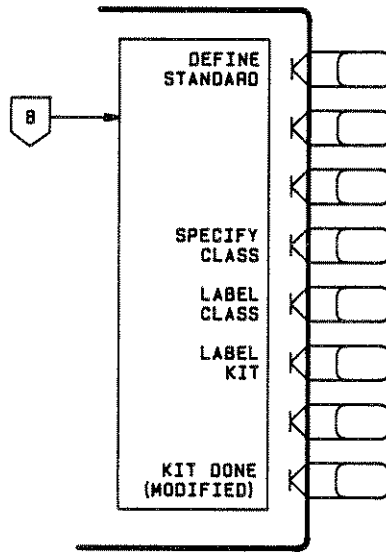 DEFINE
STANDARD
8
SPECIFY
CLASS
LABEL
CLASS
LABEL
KIT
KIT DONE
(MODIFIED)